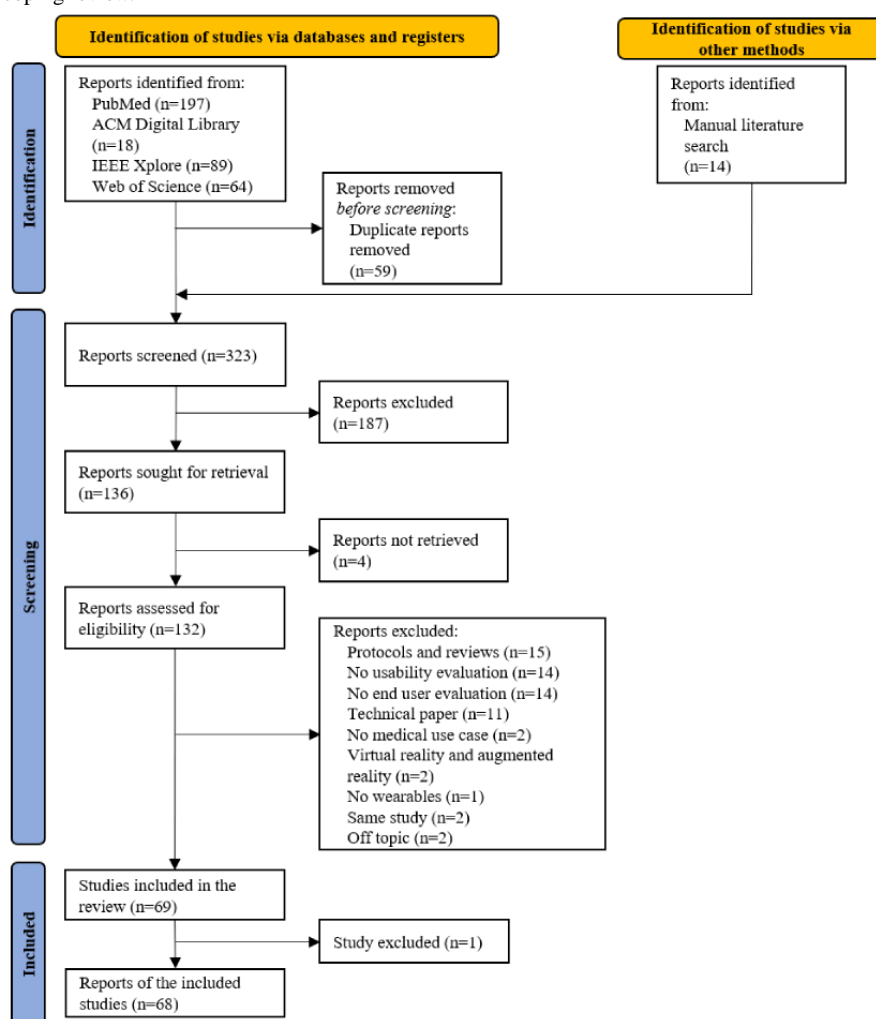 Identification of studies via databases and registers
Identification of studies via
other methods
Identification
Reports identified from:
PubMed (n=197)
ACM Digital Library
(n=18)
IEEE Xplore (n=89)
Web of Science (n=64)
Reports removed
before screening:
Duplicate reports
removed
(n=59)
Reports identified
from:
Manual literature
search
(n=14)
Screening
Reports screened (n=323)
Reports excluded
(n=187)
Reports sought for retrieval
(n=136)
Reports not retrieved
(n=4)
Reports assessed for
eligibility (n=132)
Reports excluded:
Protocols and reviews (n=15)
No usability evaluation (n=14)
No end user evaluation (n=14)
Technical paper (n=11)
No medical use case (n=2)
Virtual reality and augmented
reality (n=2)
No wearables (n=1)
Same study (n=2)
Off topic (n=2)
Included
Studies included in the
review (n=69)
Study excluded (n=1)
Reports of the included
studies (n=68)